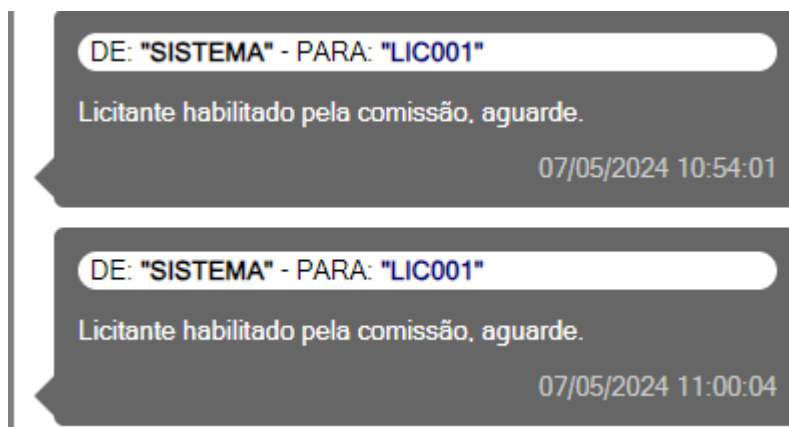 DE: "SISTEMA" - PARA: "LIC001"
Licitante habilitado pela comissão, aguarde.
07/05/2024 10:54:01
DE: "SISTEMA" - PARA: "LIC001"
Licitante habilitado pela comissão, aguarde.
07/05/2024 11:00:04